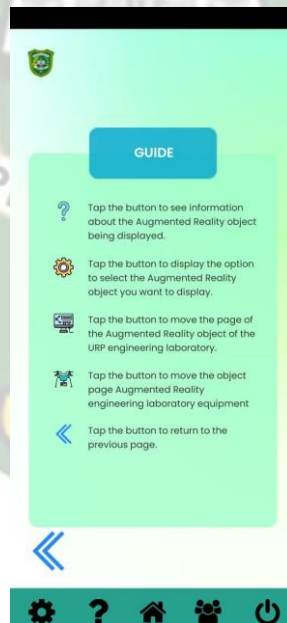 GUIDE
Tap the button to see information
about the Augmented Reality object
being displayed.
Tap the button to display the option
to select the Augmented Reality
object you want to display.
Tap the button to move the page of
the Augmented Reality object of the
URP engineering laboratory.
Tap the button to move the object
page Augmented Reality
engineering laboratory equipment
Tap the button to return to the
previous page.